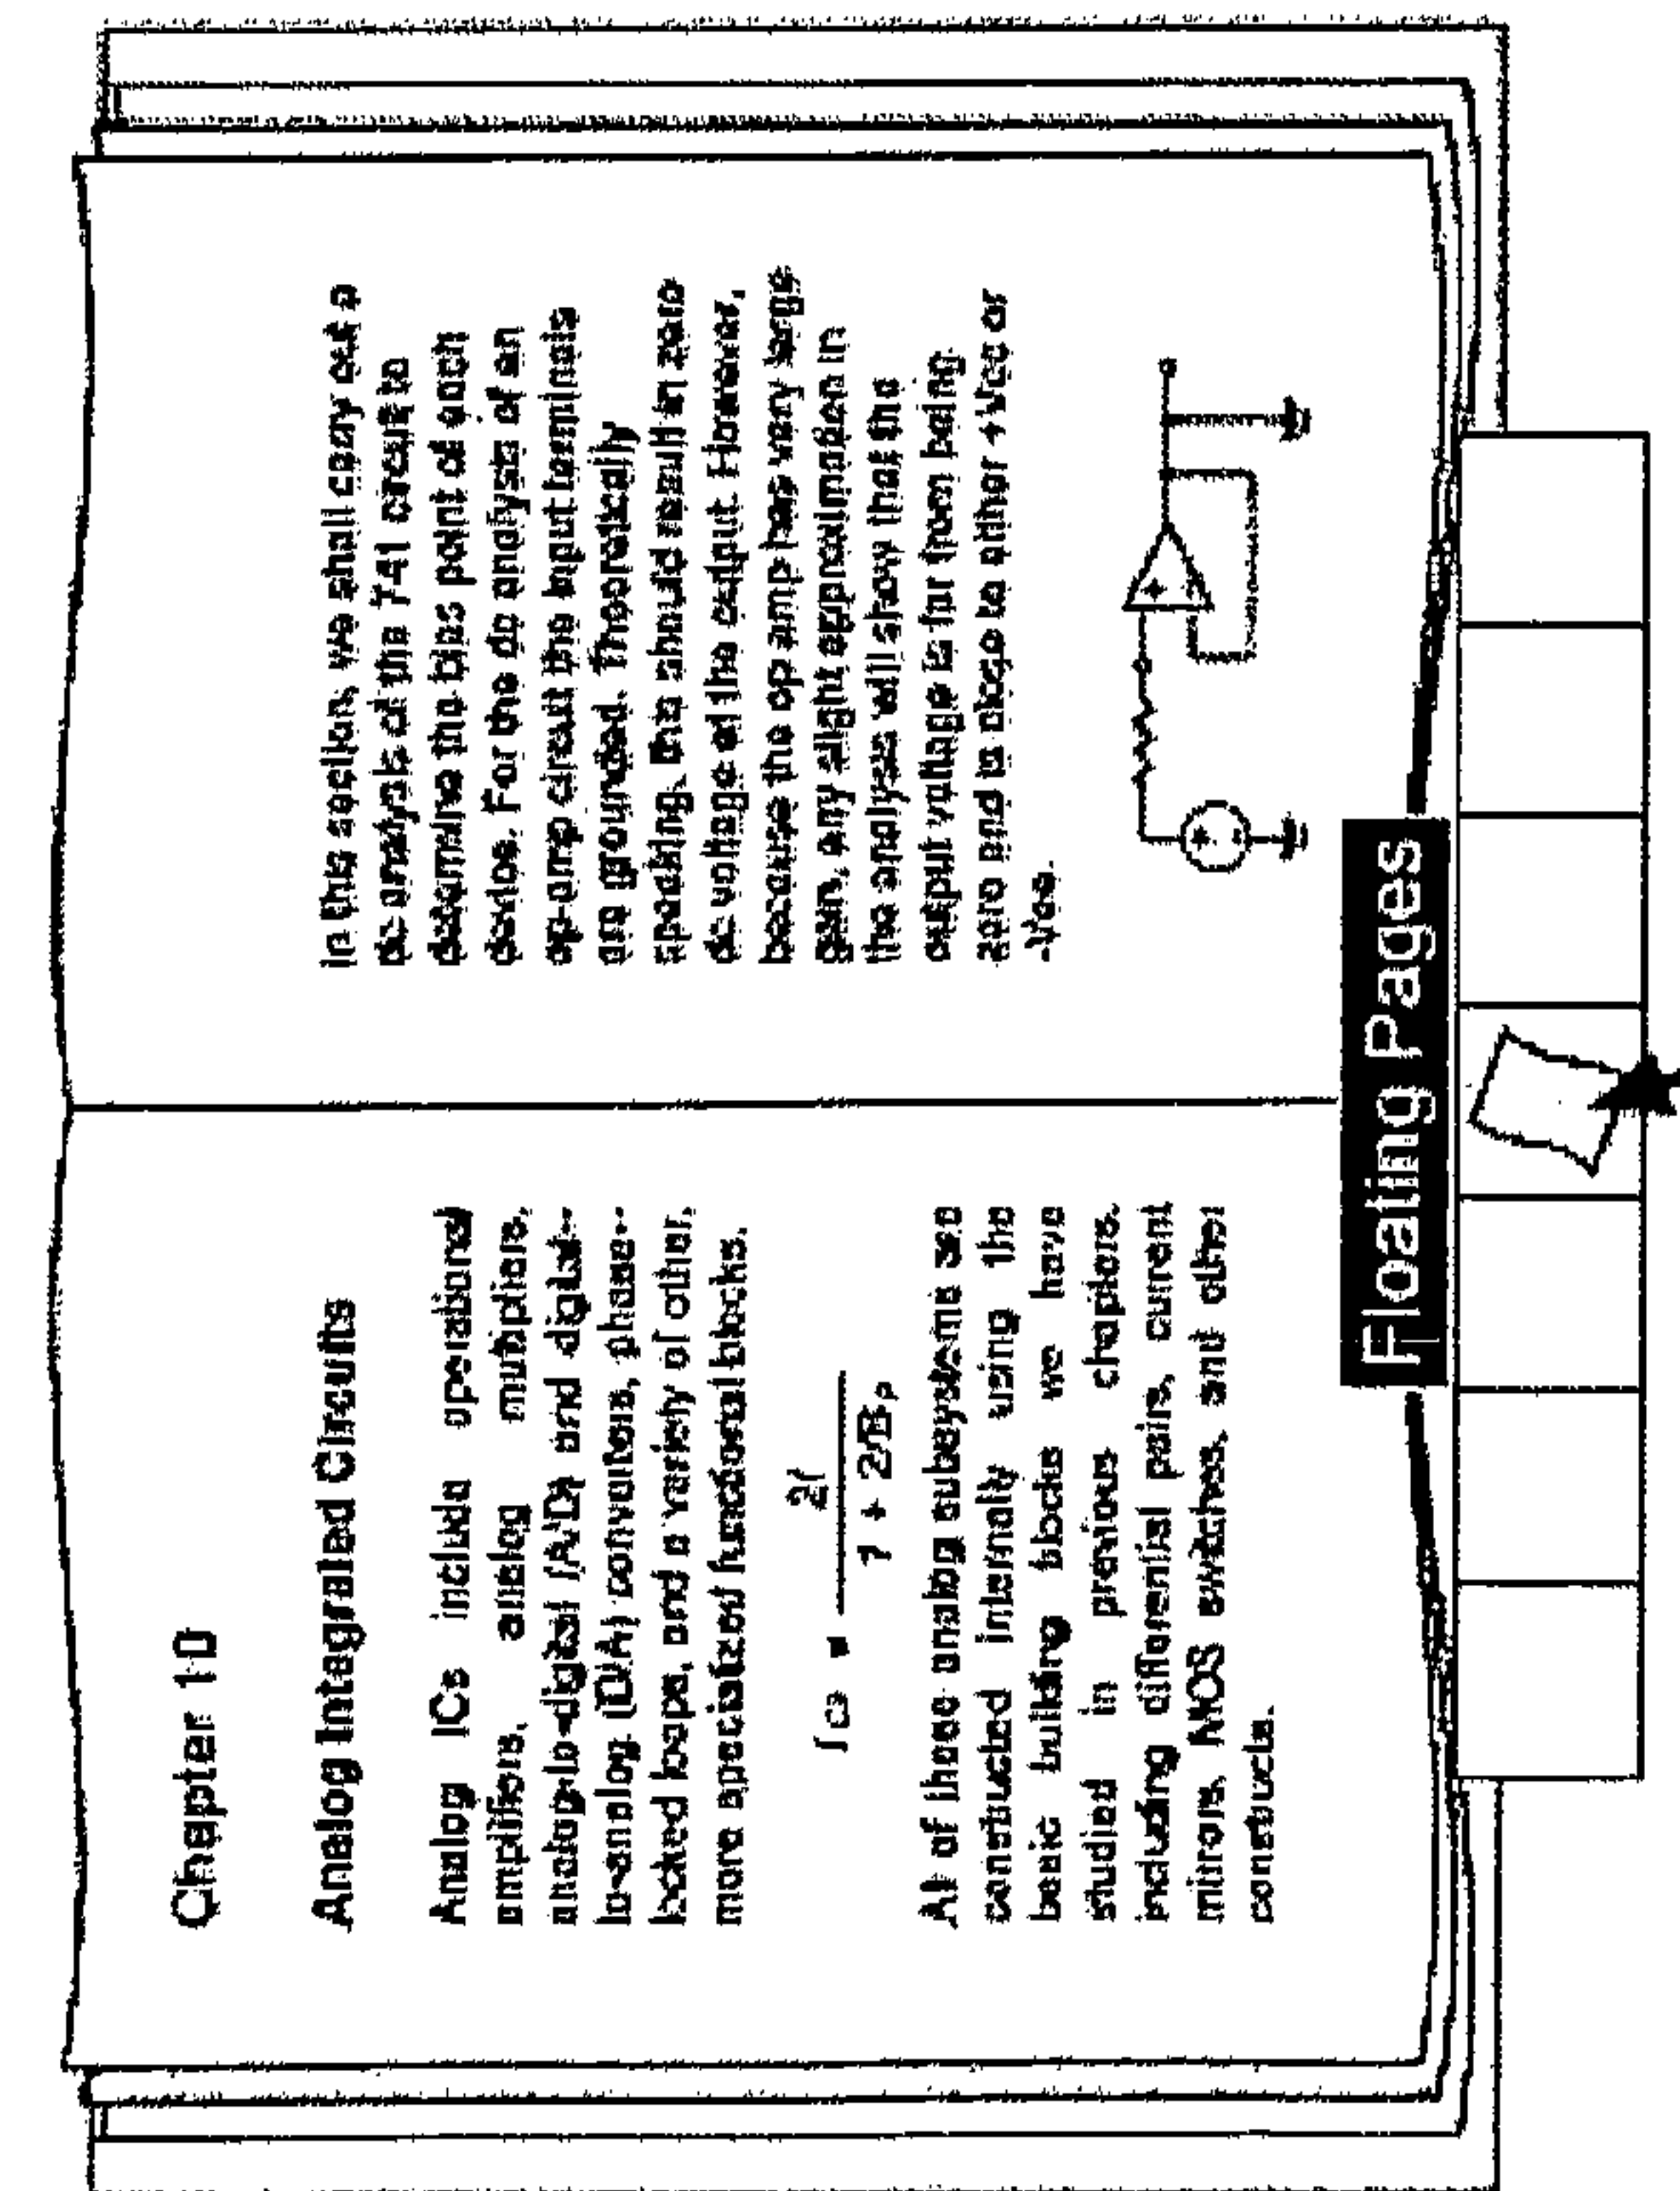 Chapter 10
Analog Integrated Circuits
Analog ICs include operational
amplifiers, analog multipliers,
analog-to-digital (A/D) and digital-
to-analog (D/A) converters, phase-
locked loops, and a variety of other,
more specialized functional blocks.
2I
1 + 2/B
All of these analog subsystems are
constructed internally using the
basic building blocks we have
studied in previous chapters,
including differential pairs, current
mirrors, MOS switches, and other
constructs.
In this section, we shall carry out a
dc analysis of the 741 circuit to
determine the bias point of each
device. For the dc analysis of an
op-amp circuit the input terminals
are grounded. Theoretically
speaking, this should result in zero
dc voltage at the output. However,
because the op amp has very large
gain, any slight approximation in
the analysis will show that the
output voltage is far from being
zero and is close to either +Vcc or
-Vee.
Floating Pages